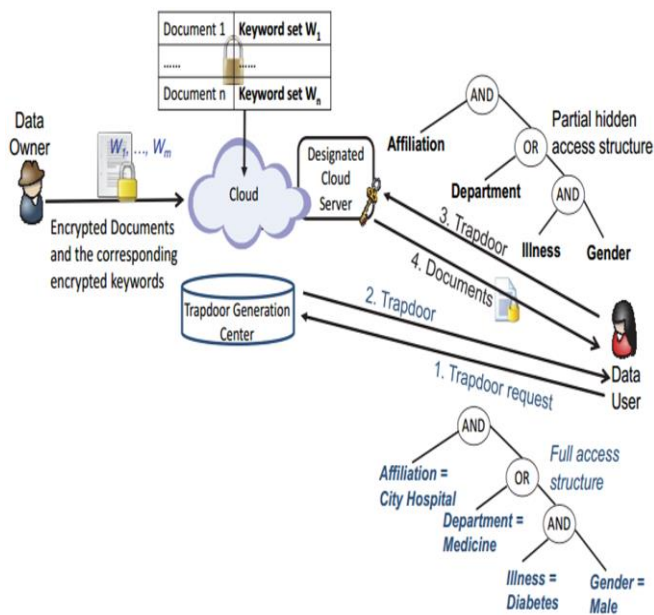 Document 1 Keyword set W1
...... ......
Document n Keyword set Wn
Data
Owner
W1, ..., Wm
Encrypted Documents
and the corresponding
encrypted keywords
Cloud
Designated
Cloud
Server
AND
Affiliation
OR
Partial hidden
access structure
Department
AND
Illness
Gender
3. Trapdoor
4. Documents
Trapdoor Generation
Center
2. Trapdoor
1. Trapdoor request
Data
User
AND
Full access
structure
Affiliation =
City Hospital
OR
Department =
Medicine
AND
Illness =
Diabetes
Gender =
Male